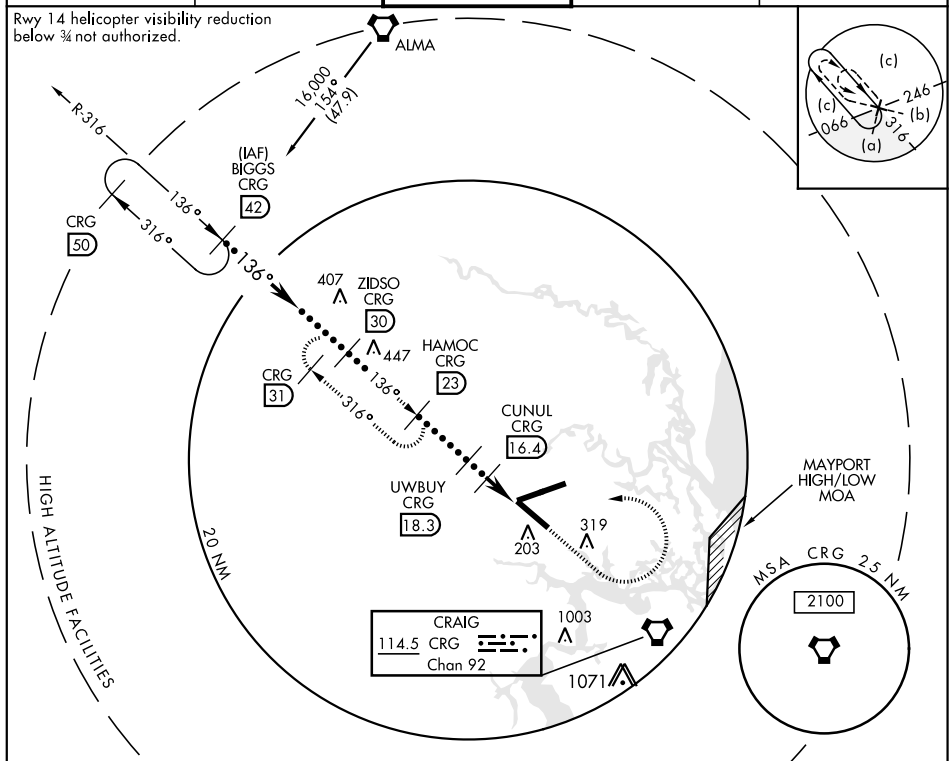 Rwy 14 helicopter visibility reduction
below ¾ not authorized.
ALMA
16,000
154°
(47.9)
R-316
(IAF)
BIGGS
CRG
42
136°
316°
CRG
50
136°
407
ZIDSO
CRG
30
447
HAMOC
CRG
23
136°
316°
CRG
31
CUNUL
CRG
16.4
UWBUY
CRG
18.3
203
319
MAYPORT
HIGH/LOW
MOA
HIGH ALTITUDE FACILITIES
20 NM
CRAIG
114.5 CRG
Chan 92
1003
1071
MSA CRG 25 NM
2100
(c)
246
(c)
(b)
066
316
(a)